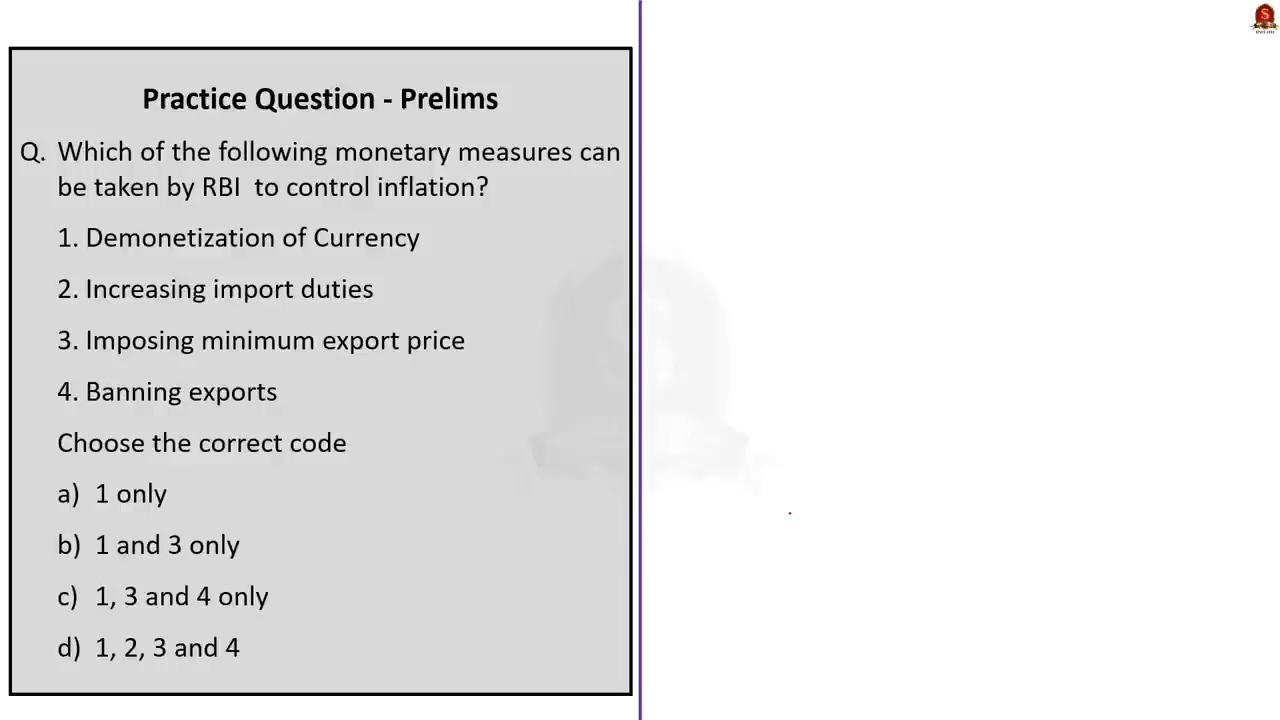 Practice Question - Prelims
Q. Which of the following monetary measures can
be taken by RBI to control inflation?
1. Demonetization of Currency
2. Increasing import duties
3. Imposing minimum export price
4. Banning exports
Choose the correct code
a) 1 only
b) 1 and 3 only
c) 1, 3 and 4 only
d) 1, 2, 3 and 4